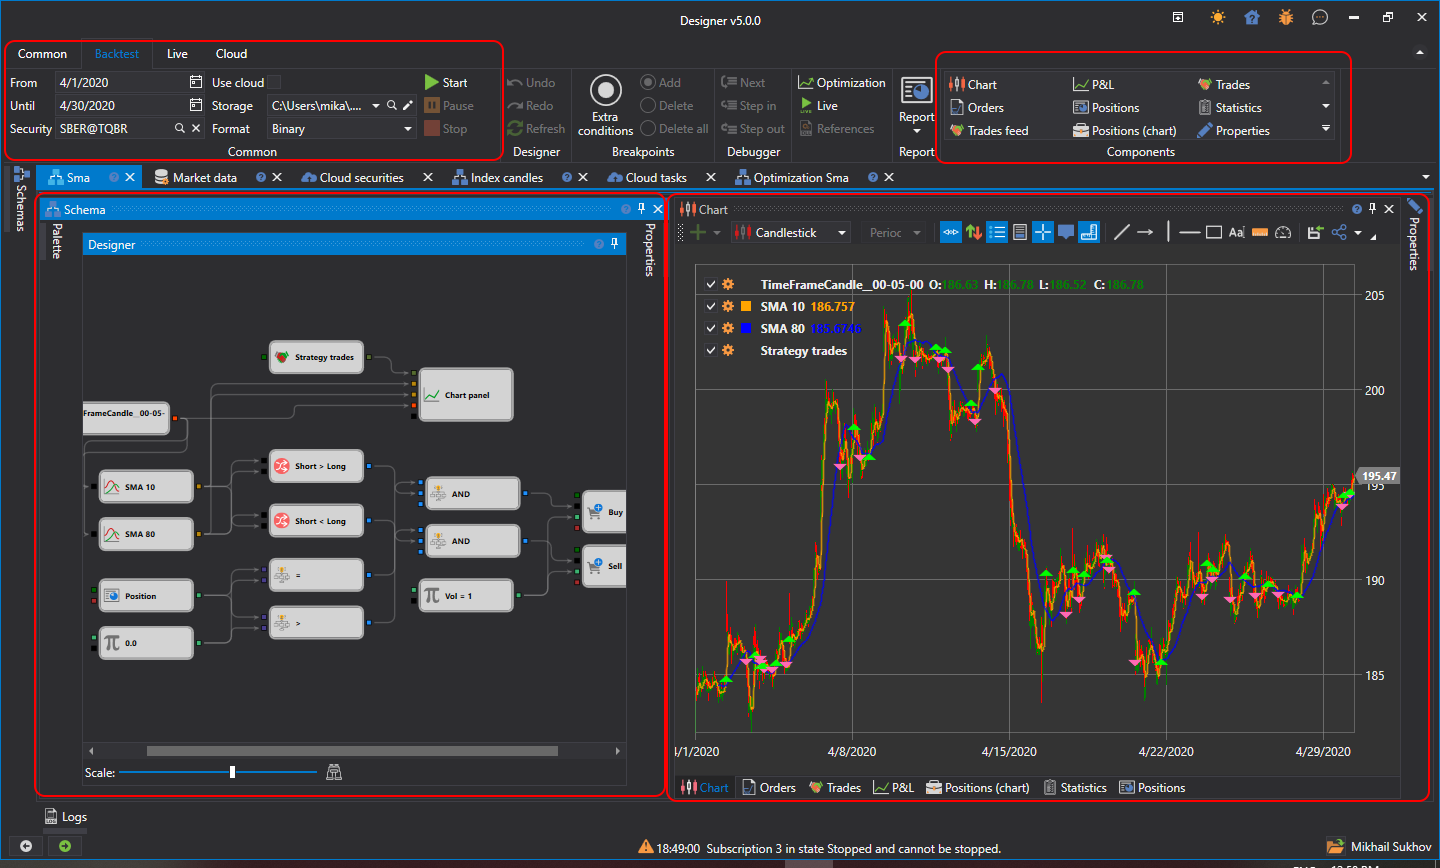 Designer v5.0.0
Common Backtest Live Cloud
From 4/1/2020 Use cloud Start
Until 4/30/2020 Storage C:\Users\mika\... Pause
Security SBER@TQBR Format Binary Stop
Common
Undo
Redo
Refresh
Designer
Extra
conditions
Add
Delete
Delete all
Breakpoints
Next
Step in
Step out
Debugger
Optimization
LIVE Live
References
Report
Report
Chart P&L Trades
Orders Positions Statistics
Trades feed Positions (chart) Properties
Components
Schemas
Sma Market data Cloud securities Index candles Cloud tasks Optimization Sma
Schema
Palette
Designer
Properties
Strategy trades
Chart panel
FrameCandle_00-05-
Short > Long
SMA 10
AND
Buy
Short < Long
SMA 80
AND
Sell
=
Position
Vol = 1
>
0.0
Scale:
Chart
Candlestick Perioc
Aa
Properties
TimeFrameCandle_00-05-00 O:186.63 H:186.78 L:186.52 C:186.78
SMA 10 186.757
SMA 80 185.6746
Strategy trades
205
200
195.47
195
190
185
4/1/2020 4/8/2020 4/15/2020 4/22/2020 4/29/2020
Chart Orders Trades P&L Positions (chart) Statistics Positions
Logs
18:49:00 Subscription 3 in state Stopped and cannot be stopped.
Mikhail Sukhov